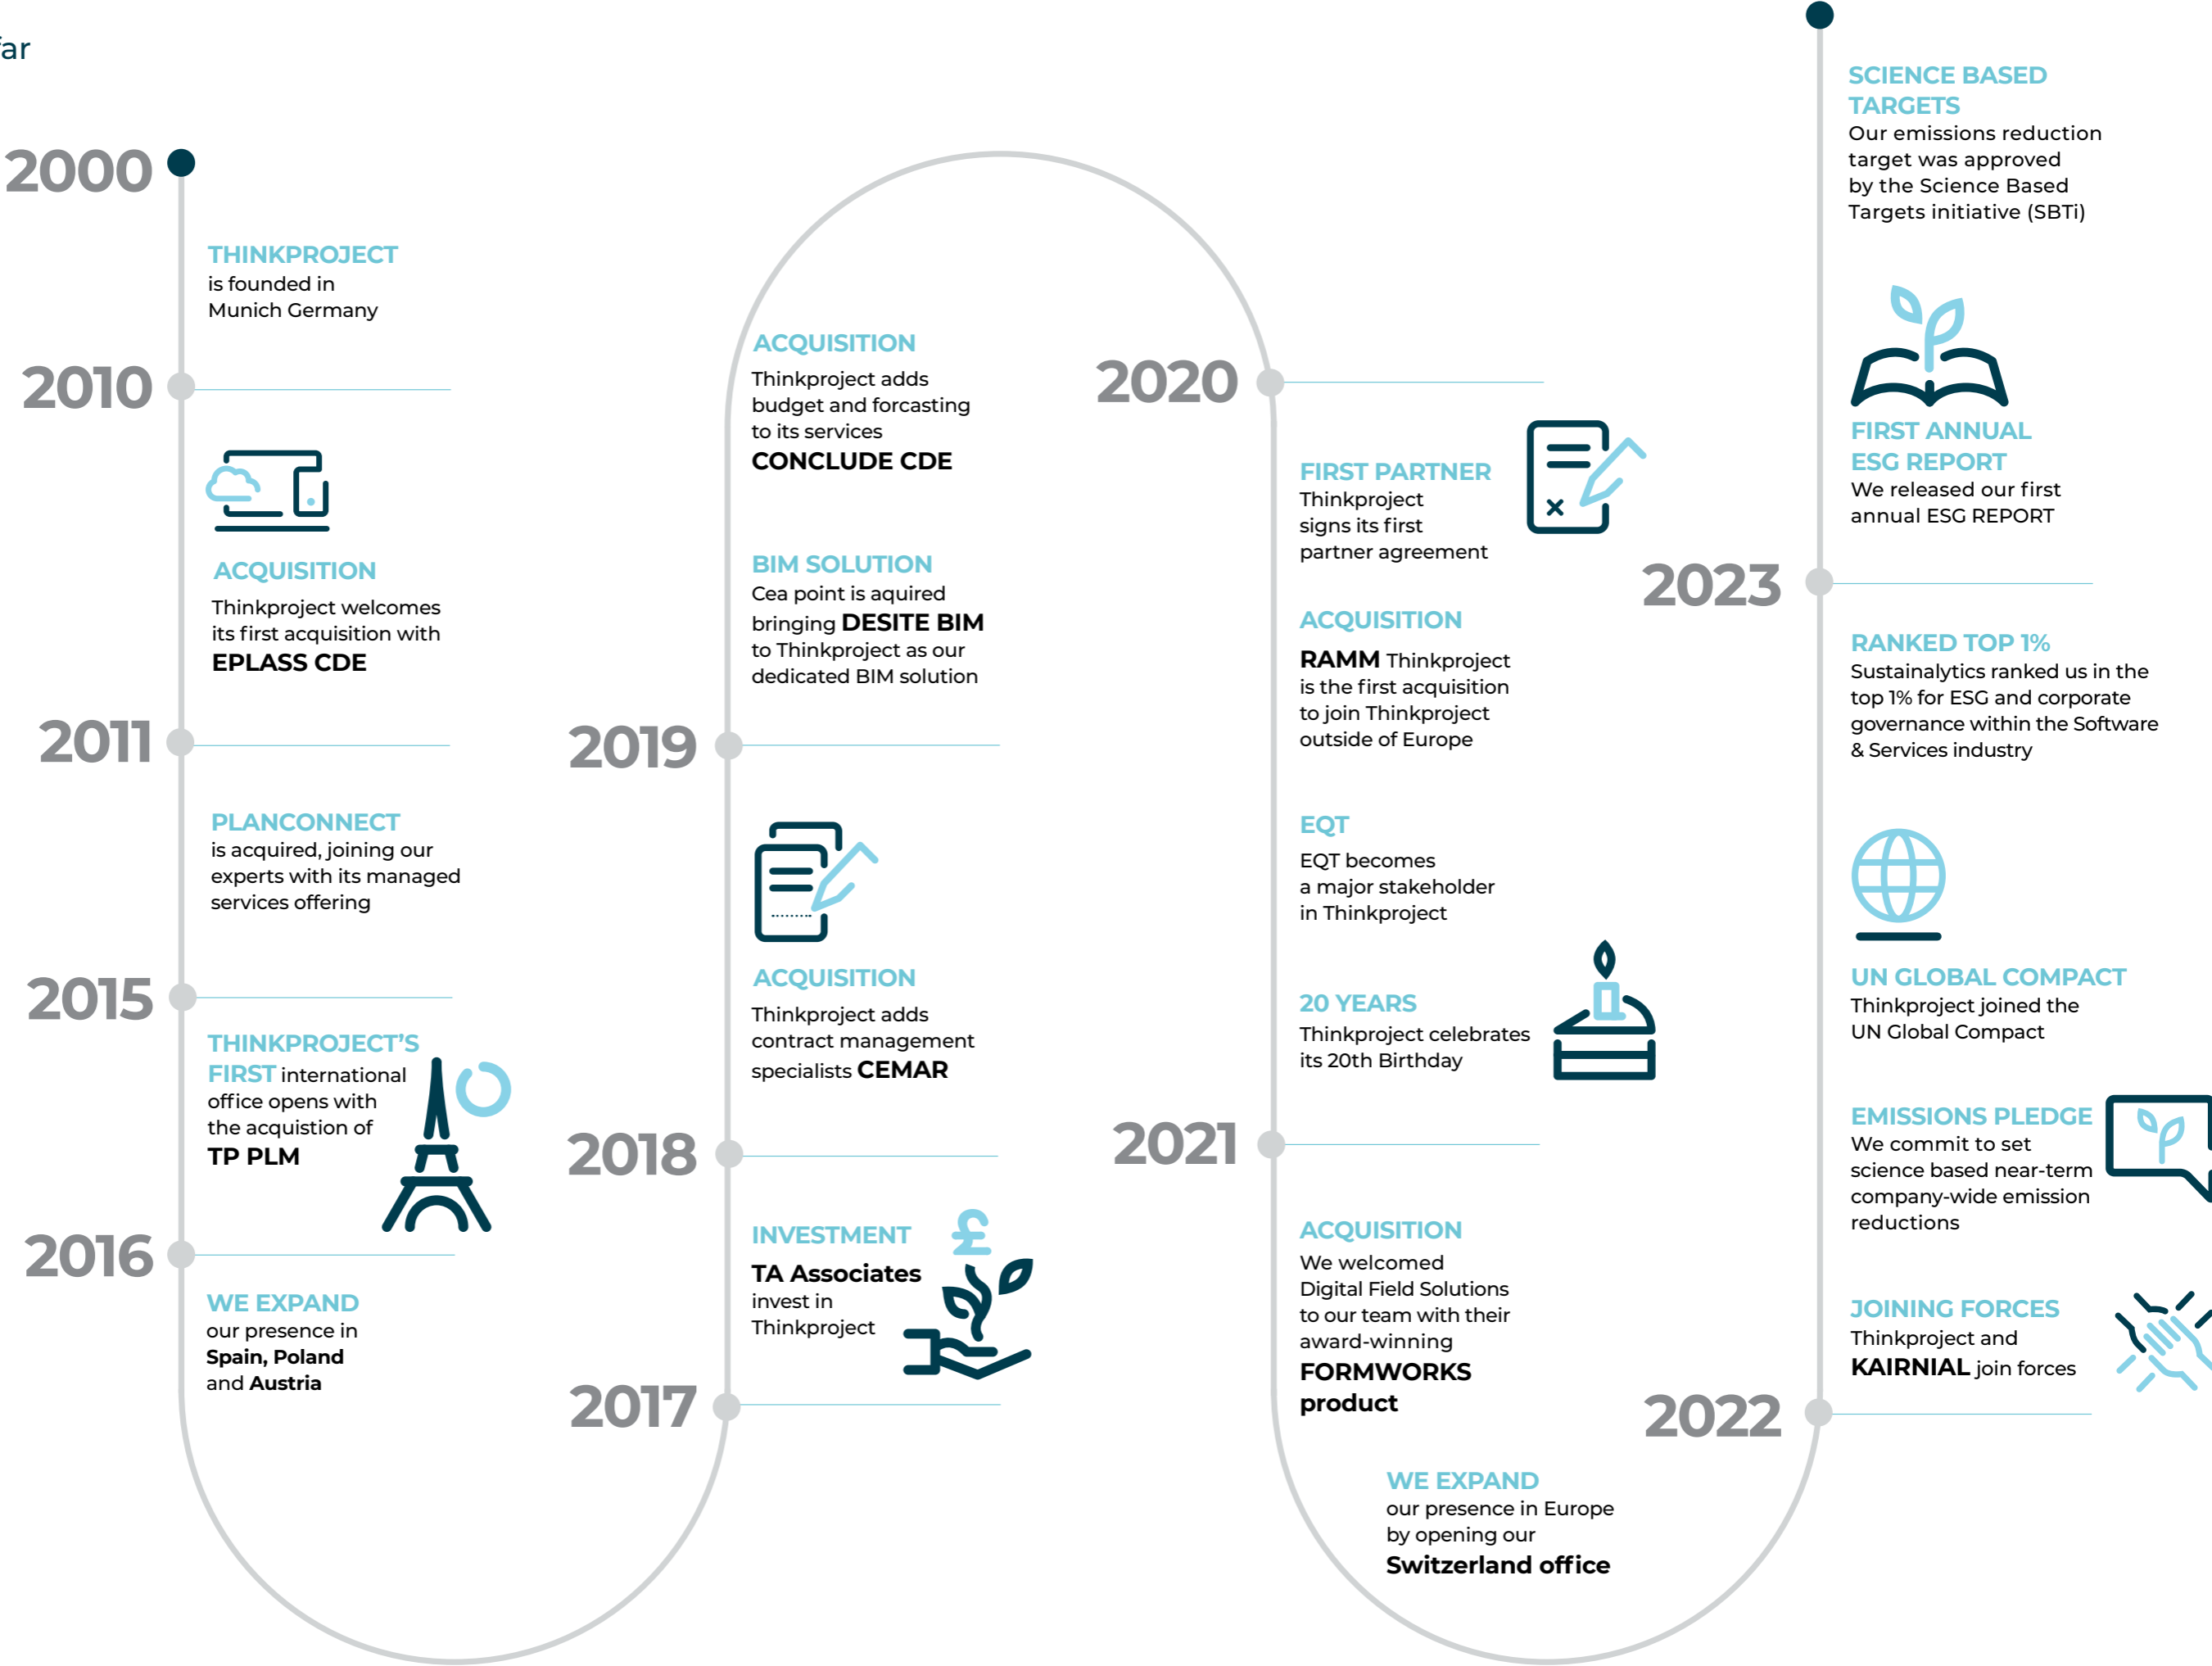 far
2000
THINKPROJECT
is founded in
Munich Germany
2010
ACQUISITION
Thinkproject welcomes
its first acquisition with
EPLASS CDE
2011
PLANCONNECT
is acquired, joining our
experts with its managed
services offering
2015
THINKPROJECT'S
FIRST international
office opens with
the acquistion of
TP PLM
2016
WE EXPAND
our presence in
Spain, Poland
and Austria
ACQUISITION
Thinkproject adds
budget and forcasting
to its services
CONCLUDE CDE
BIM SOLUTION
Cea point is aquired
bringing DESITE BIM
to Thinkproject as our
dedicated BIM solution
2019
ACQUISITION
Thinkproject adds
contract management
specialists CEMAR
2018
INVESTMENT
£
TA Associates
invest in
Thinkproject
2017
2020
FIRST PARTNER
Thinkproject
signs its first
partner agreement
ACQUISITION
RAMM Thinkproject
is the first acquisition
to join Thinkproject
outside of Europe
EQT
EQT becomes
a major stakeholder
in Thinkproject
20 YEARS
Thinkproject celebrates
its 20th Birthday
2021
ACQUISITION
We welcomed
Digital Field Solutions
to our team with their
award-winning
FORMWORKS
product
WE EXPAND
our presence in Europe
by opening our
Switzerland office
SCIENCE BASED
TARGETS
Our emissions reduction
target was approved
by the Science Based
Targets initiative (SBTi)
FIRST ANNUAL
ESG REPORT
We released our first
annual ESG REPORT
2023
RANKED TOP 1%
Sustainalytics ranked us in the
top 1% for ESG and corporate
governance within the Software
& Services industry
UN GLOBAL COMPACT
Thinkproject joined the
UN Global Compact
EMISSIONS PLEDGE
We commit to set
science based near-term
company-wide emission
reductions
JOINING FORCES
Thinkproject and
KAIRNIAL join forces
2022